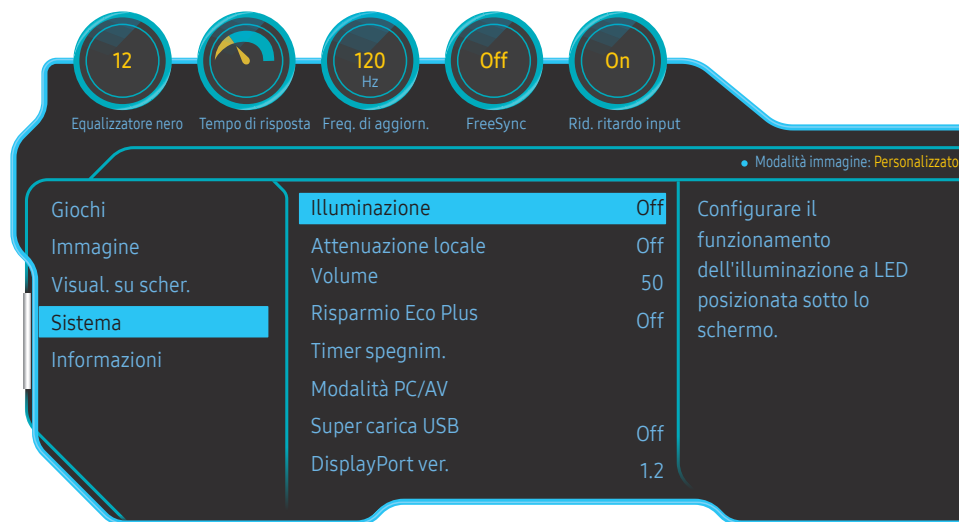 12
120
Hz
Off
On
Equalizzatore nero
Tempo di risposta
Freq. di aggiorn.
FreeSync
Rid. ritardo input
Modalità immagine: Personalizzato
Giochi
Immagine
Visual. su scher.
Sistema
Informazioni
Illuminazione Off
Attenuazione locale Off
Volume 50
Risparmio Eco Plus Off
Timer spegnim.
Modalità PC/AV
Super carica USB Off
DisplayPort ver. 1.2
Configurare il
funzionamento
dell'illuminazione a LED
posizionata sotto lo
schermo.